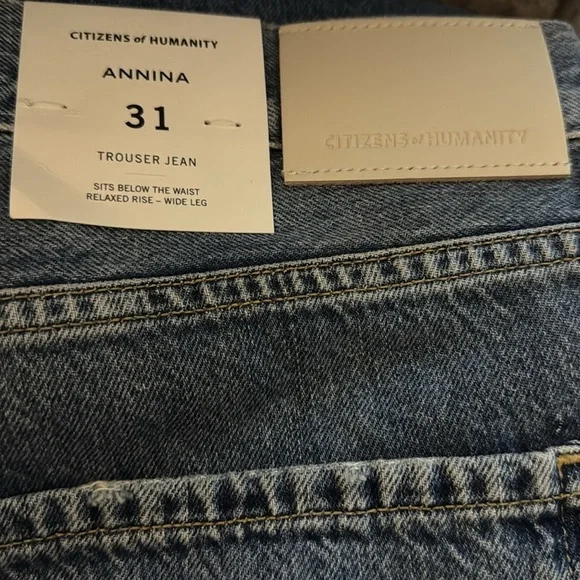 CITIZENS of HUMANITY
ANNINA
31
TROUSER JEAN
SITS BELOW THE WAIST
RELAXED RISE – WIDE LEG
CITIZENS of HUMANITY